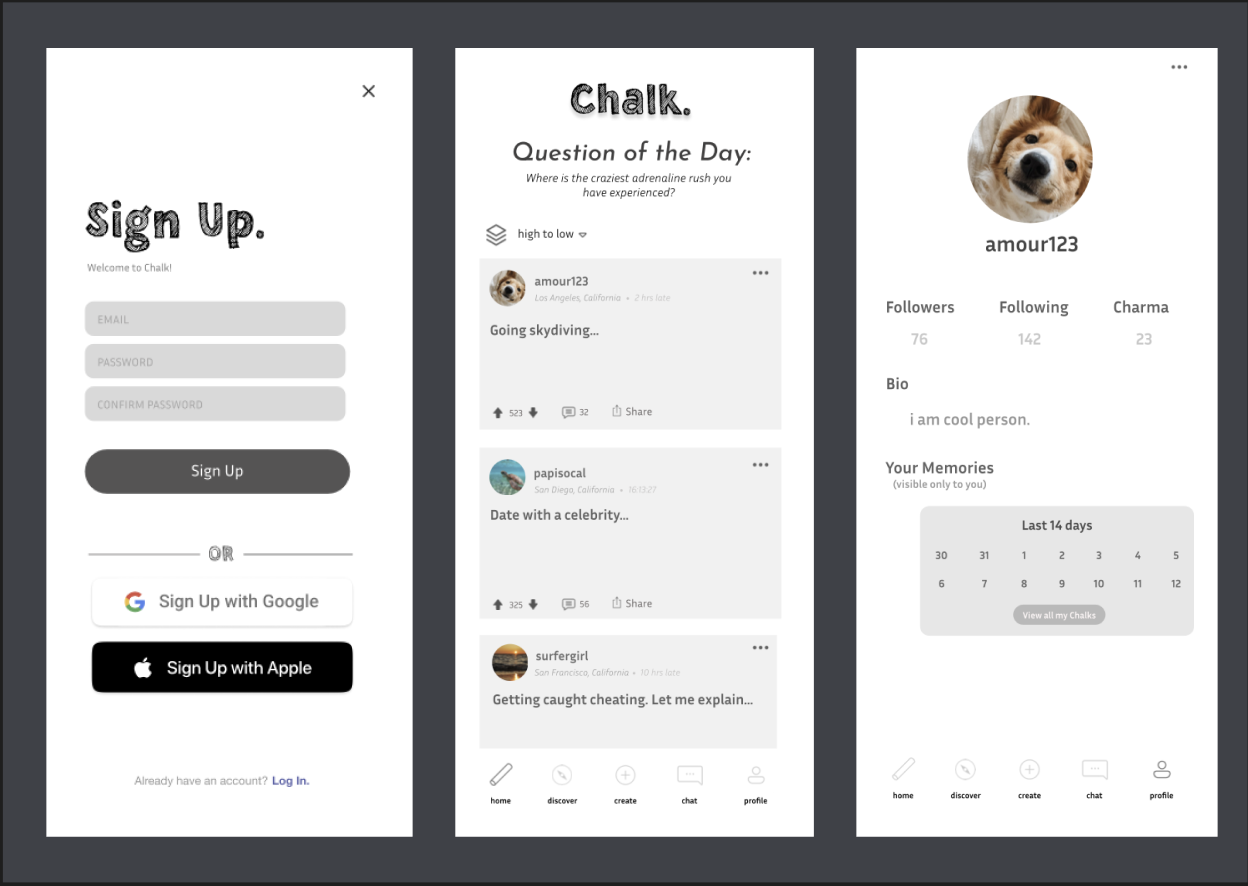 Sign Up.
Welcome to Chalk!
EMAIL
PASSWORD
CONFIRM PASSWORD
Sign Up
OR
Sign Up with Google
Sign Up with Apple
Already have an account? Log In.
Chalk.
Question of the Day:
Where is the craziest adrenaline rush you
have experienced?
high to low
amour123
Los Angeles, California • 2 hrs late
Going skydiving...
523 32 Share
papisocal
San Diego, California • 16:13:27
Date with a celebrity...
325 56 Share
surfergirl
San Francisco, California • 10 hrs late
Getting caught cheating. Let me explain...
home discover create chat profile
amour123
Followers Following Charma
76 142 23
Bio
i am cool person.
Your Memories
(visible only to you)
Last 14 days
30 31 1 2 3 4 5
6 7 8 9 10 11 12
View all my Chalks
home discover create chat profile